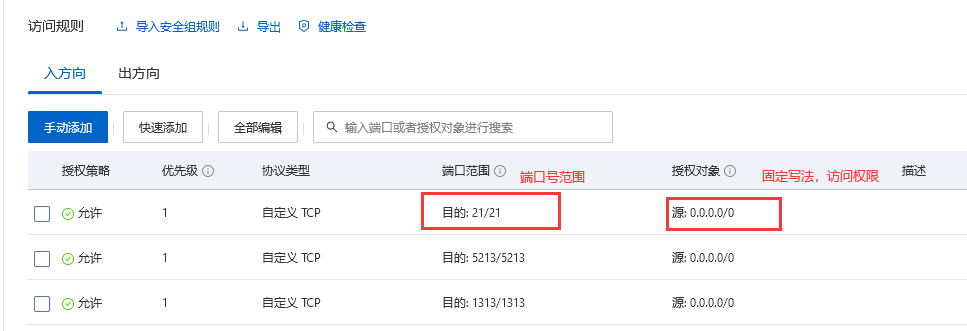 访问规则 导入安全组规则 导出 健康检查
入方向 出方向
手动添加 快速添加 全部编辑 输入端口或者授权对象进行搜索
授权策略 优先级 协议类型 端口范围 端口号范围 授权对象 固定写法，访问权限 描述
允许 1 自定义 TCP 目的: 21/21 源: 0.0.0.0/0
允许 1 自定义 TCP 目的: 5213/5213 源: 0.0.0.0/0
允许 1 自定义 TCP 目的: 1313/1313 源: 0.0.0.0/0